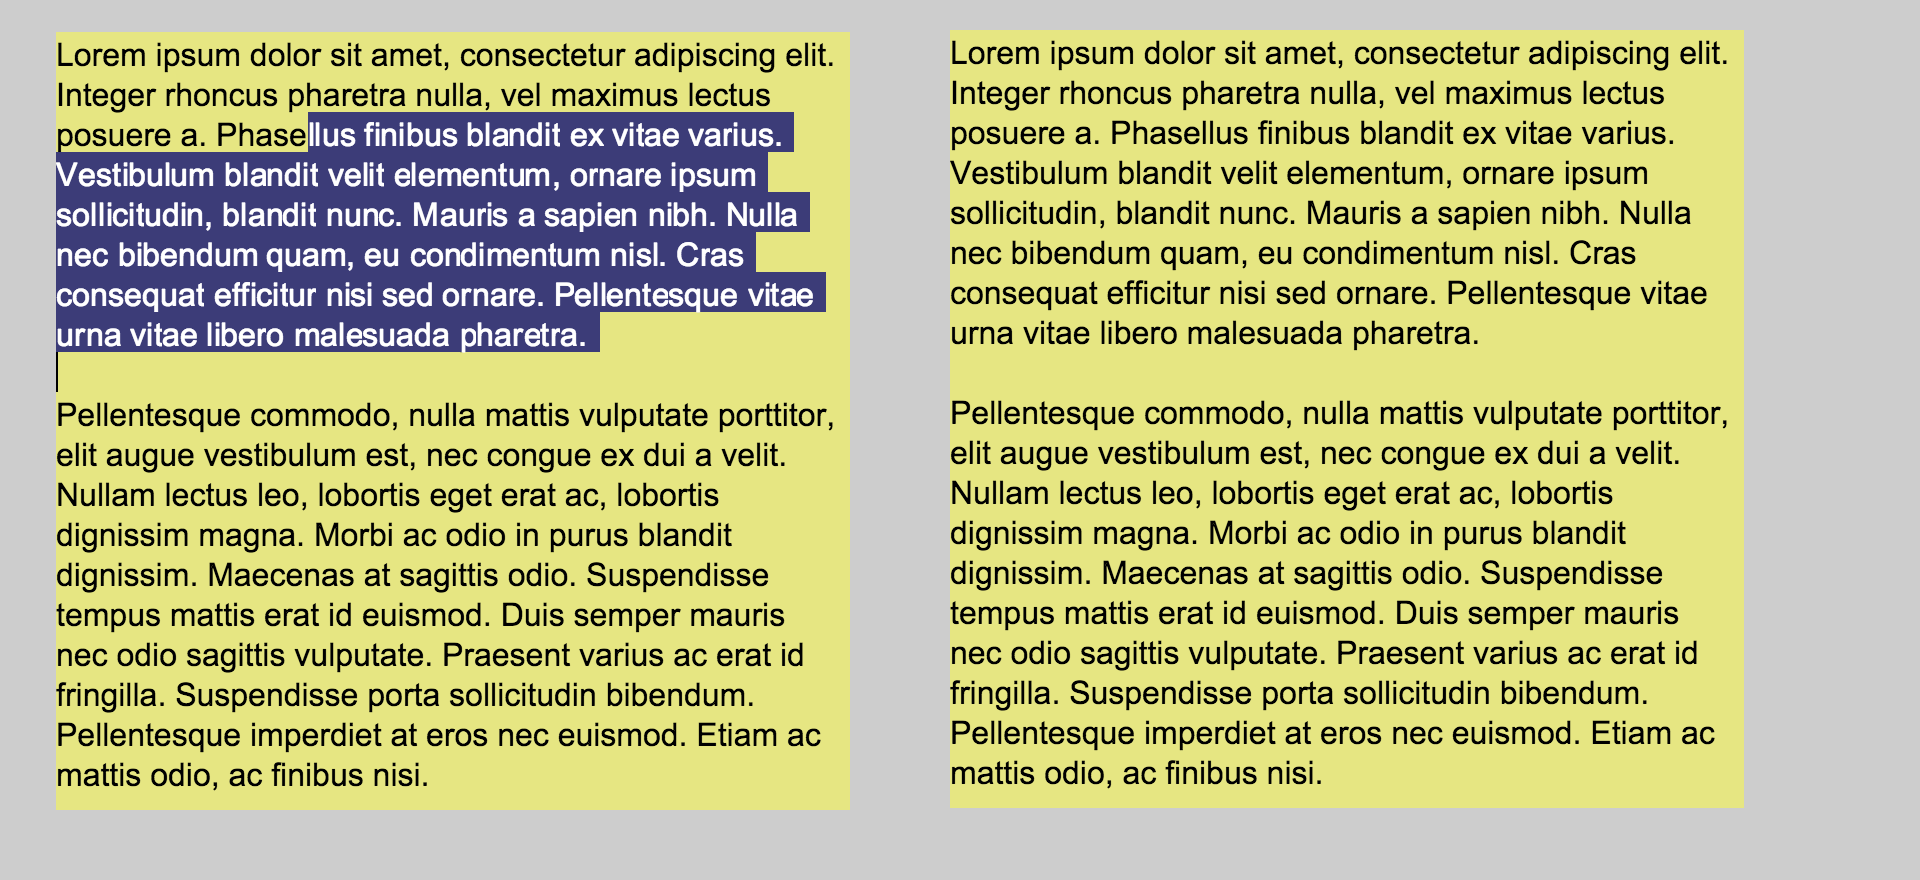 Lorem ipsum dolor sit amet, consectetur adipiscing elit.
Integer rhoncus pharetra nulla, vel maximus lectus
posuere a. Phasellus finibus blandit ex vitae varius.
Vestibulum blandit velit elementum, ornare ipsum
sollicitudin, blandit nunc. Mauris a sapien nibh. Nulla
nec bibendum quam, eu condimentum nisl. Cras
consequat efficitur nisi sed ornare. Pellentesque vitae
urna vitae libero malesuada pharetra.
Pellentesque commodo, nulla mattis vulputate porttitor,
elit augue vestibulum est, nec congue ex dui a velit.
Nullam lectus leo, lobortis eget erat ac, lobortis
dignissim magna. Morbi ac odio in purus blandit
dignissim. Maecenas at sagittis odio. Suspendisse
tempus mattis erat id euismod. Duis semper mauris
nec odio sagittis vulputate. Praesent varius ac erat id
fringilla. Suspendisse porta sollicitudin bibendum.
Pellentesque imperdiet at eros nec euismod. Etiam ac
mattis odio, ac finibus nisi.
Lorem ipsum dolor sit amet, consectetur adipiscing elit.
Integer rhoncus pharetra nulla, vel maximus lectus
posuere a. Phasellus finibus blandit ex vitae varius.
Vestibulum blandit velit elementum, ornare ipsum
sollicitudin, blandit nunc. Mauris a sapien nibh. Nulla
nec bibendum quam, eu condimentum nisl. Cras
consequat efficitur nisi sed ornare. Pellentesque vitae
urna vitae libero malesuada pharetra.
Pellentesque commodo, nulla mattis vulputate porttitor,
elit augue vestibulum est, nec congue ex dui a velit.
Nullam lectus leo, lobortis eget erat ac, lobortis
dignissim magna. Morbi ac odio in purus blandit
dignissim. Maecenas at sagittis odio. Suspendisse
tempus mattis erat id euismod. Duis semper mauris
nec odio sagittis vulputate. Praesent varius ac erat id
fringilla. Suspendisse porta sollicitudin bibendum.
Pellentesque imperdiet at eros nec euismod. Etiam ac
mattis odio, ac finibus nisi.